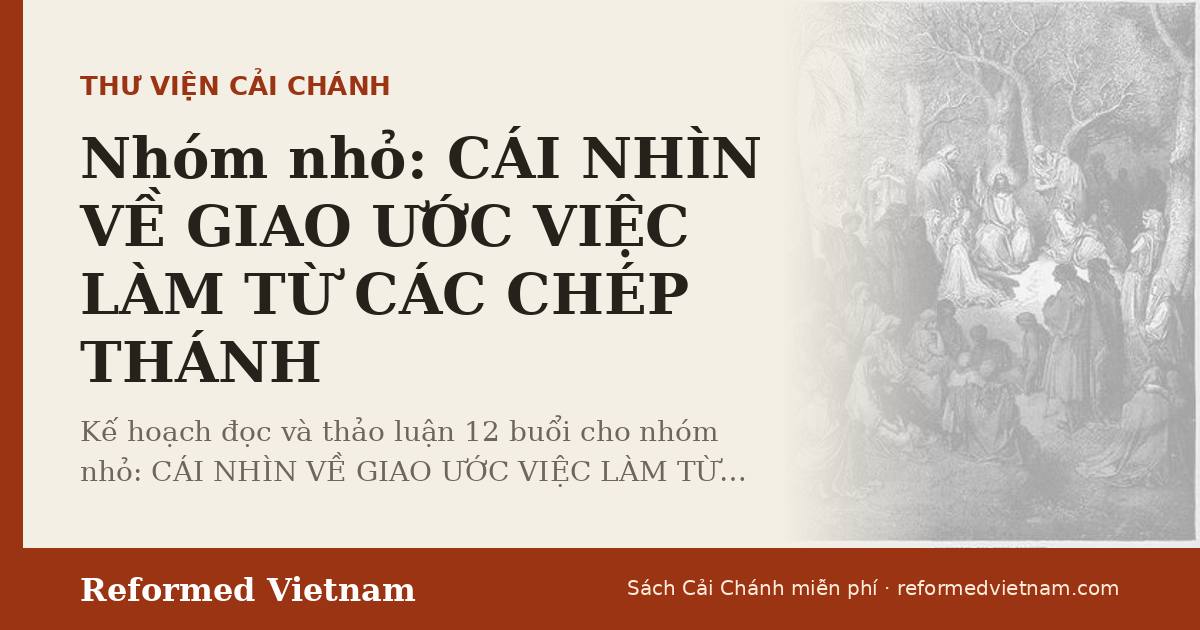 THƯ VIỆN CẢI CHÁNH
Nhóm nhỏ: CÁI NHÌN
VỀ GIAO ƯỚC VIỆC
LÀM TỪ CÁC CHÉP
THÁNH
Kế hoạch đọc và thảo luận 12 buổi cho nhóm
nhỏ: CÁI NHÌN VỀ GIAO ƯỚC VIỆC LÀM TỪ…
Reformed Vietnam
Sách Cải Chánh miễn phí · reformedvietnam.com